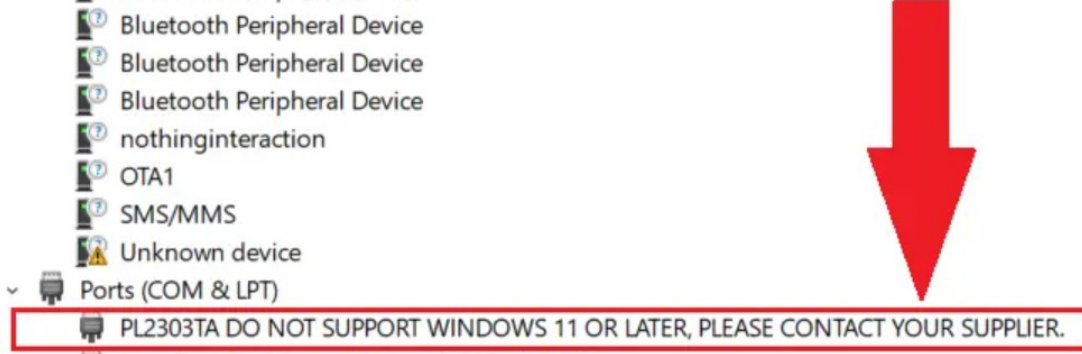 Bluetooth Peripheral Device
Bluetooth Peripheral Device
Bluetooth Peripheral Device
nothinginteraction
OTA1
SMS/MMS
Unknown device
Ports (COM & LPT)
PL2303TA DO NOT SUPPORT WINDOWS 11 OR LATER, PLEASE CONTACT YOUR SUPPLIER.